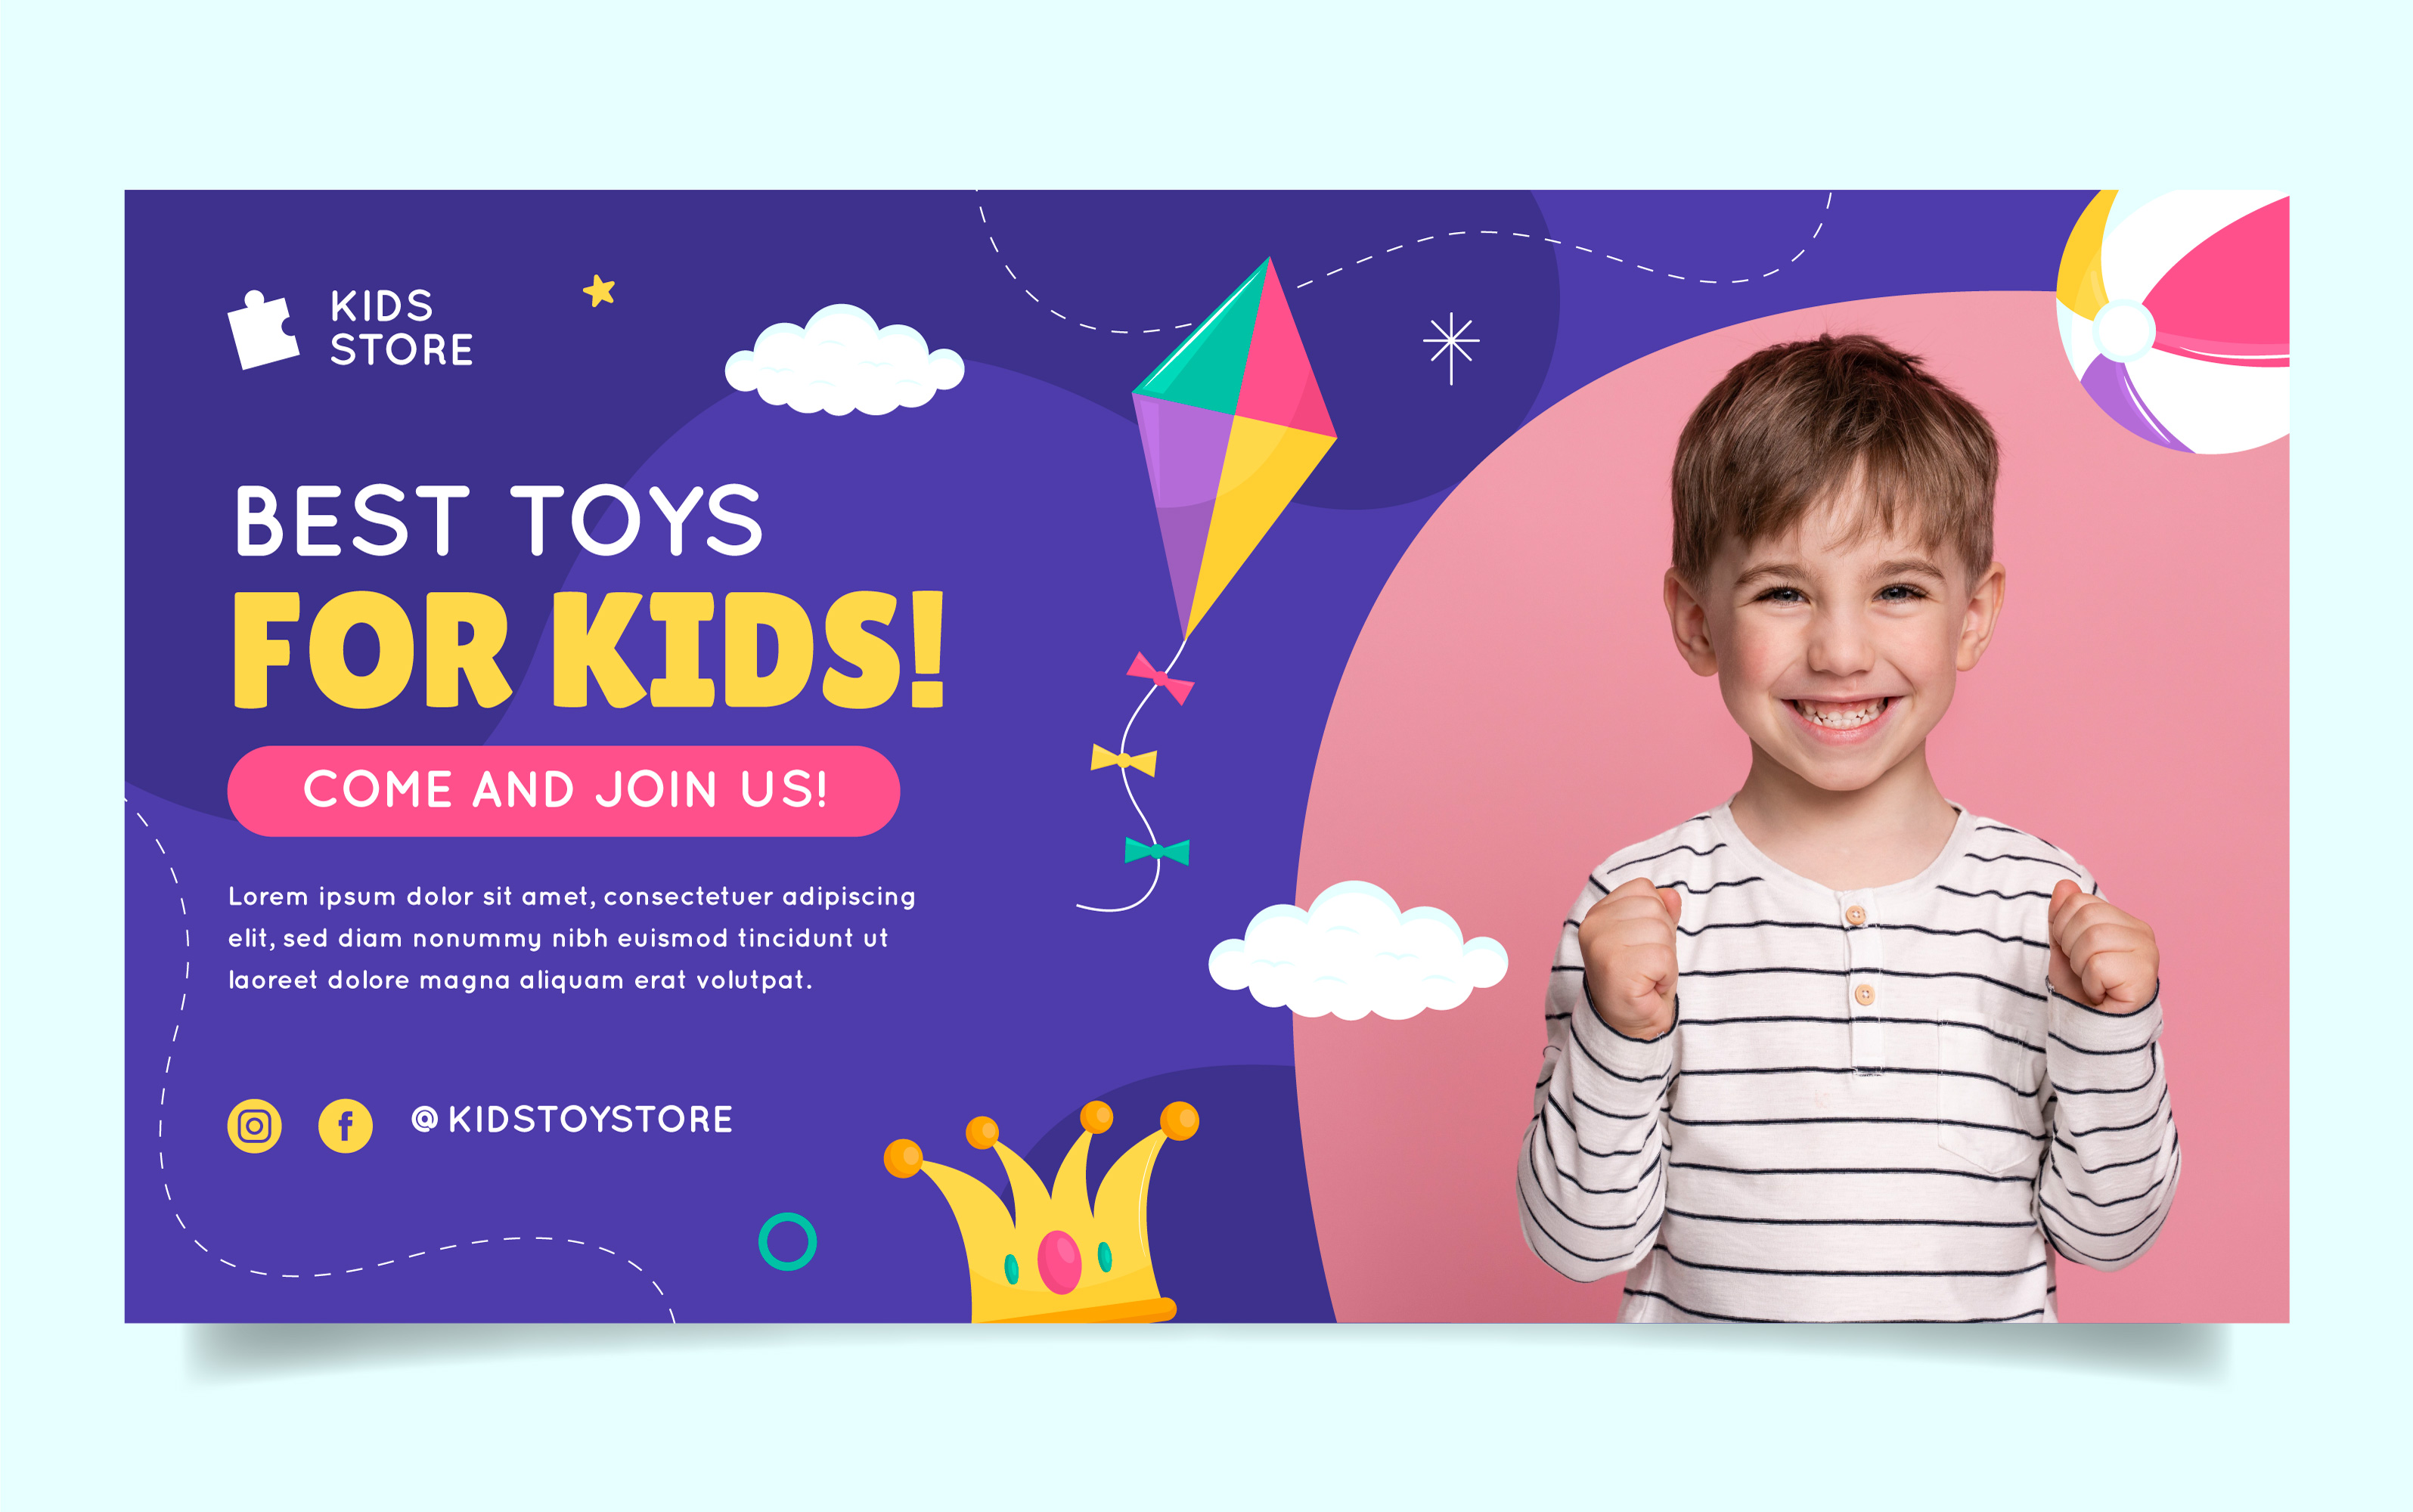 KIDS
STORE
BEST TOYS
FOR KIDS!
COME AND JOIN US!
Lorem ipsum dolor sit amet, consectetuer adipiscing
elit, sed diam nonummy nibh euismod tincidunt ut
laoreet dolore magna aliquam erat volutpat.
@KIDSTOYSTORE